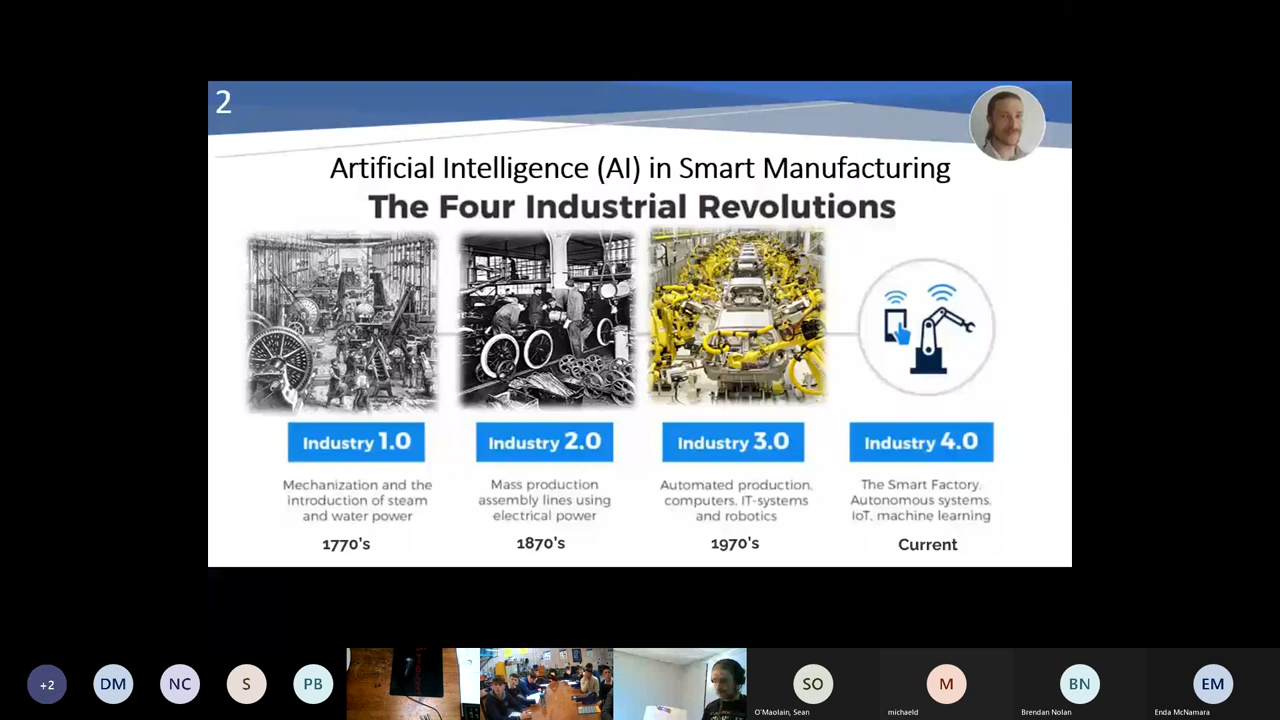 2
Artificial Intelligence (AI) in Smart Manufacturing
The Four Industrial Revolutions
Industry 1.0
Mechanization and the
introduction of steam
and water power
1770's
Industry 2.0
Mass production
assembly lines using
electrical power
1870's
Industry 3.0
Automated production,
computers, IT-systems
and robotics
1970's
Industry 4.0
The Smart Factory.
Autonomous systems,
IoT, machine learning
Current
+2
DM
NC
S
PB
SO
O'Maolain, Sean
M
michaeld
BN
Brendan Nolan
EM
Enda McNamara